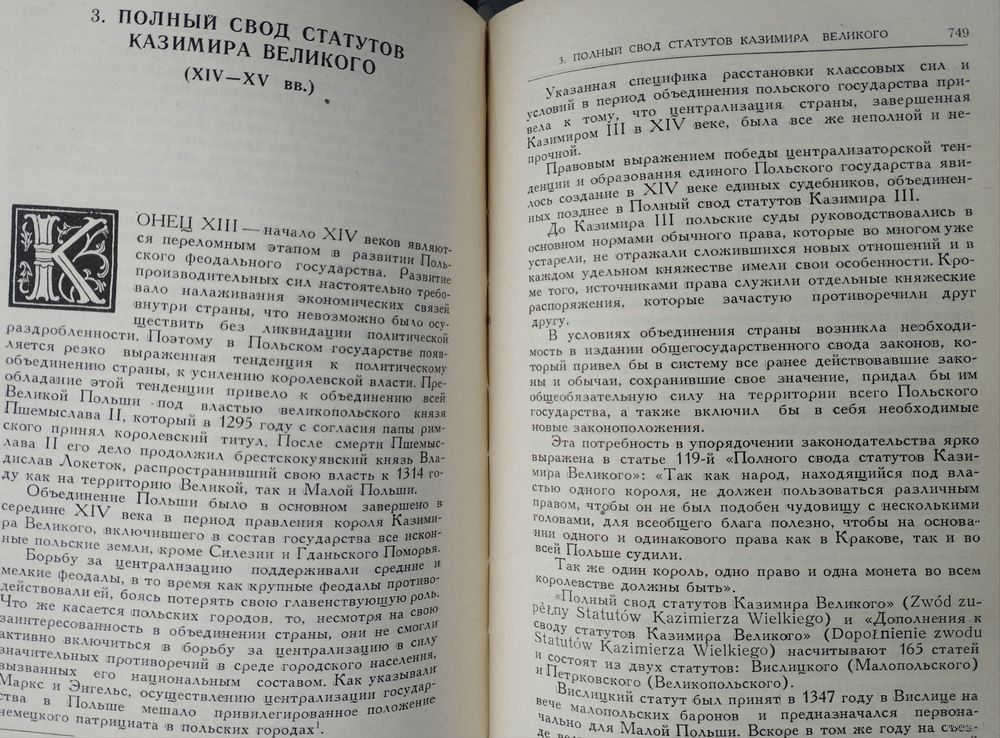 3. ПОЛНЫЙ СВОД СТАТУТОВ
КАЗИМИРА ВЕЛИКОГО
(XIV—XV вв.)
КОНЕЦ XIII — начало XIV веков являют-
ся переломным этапом в развитии Поль-
ского феодального государства. Развитие
производительных сил настоятельно требо-
вало налаживания экономических связей
внутри страны, что невозможно было осу-
ществить без ликвидации политической
раздробленности. Поэтому в Польском государстве появ-
ляется резко выраженная тенденция к политическому
объединению страны, к усилению королевской власти. Пре-
обладание этой тенденции привело к объединению всей
Великой Польши под властью великопольского князя
Пшемыслава II, который в 1295 году с согласия папы рим-
ского принял королевский титул. После смерти Пшемыс-
лава II его дело продолжил брестскокуявский князь Вла-
дислав Локеток, распространивший свою власть к 1314 го-
ду как на территорию Великой, так и Малой Польши.
Объединение Польши было в основном завершено в
середине XIV века в период правления короля Казими-
ра Великого, включившего в состав государства все искон-
ные польские земли, кроме Силезии и Гданьского Поморья.
Борьбу за централизацию поддерживали средние и
мелкие феодалы, в то время как крупные феодалы противо-
действовали ей, боясь потерять свою главенствующую роль.
Что же касается польских городов, то, несмотря на свою
заинтересованность в объединении страны, они не смогли
активно включиться в борьбу за централизацию в силу
значительных противоречий в среде городского населения,
вызванных его национальным составом. Как указывали
Маркс и Энгельс, осуществлению централизации государ-
ства в Польше мешало привилегированное положение
немецкого патрициата в польских городах¹.
3. ПОЛНЫЙ СВОД СТАТУТОВ КАЗИМИРА ВЕЛИКОГО 749
Указанная специфика расстановки классовых сил и
условий в период объединения польского государства при-
вела к тому, что централизация страны, завершенная
Казимиром III в XIV веке, была все же неполной и не-
прочной.
Правовым выражением победы централизаторской тен-
денции и образования единого Польского государства яви-
лось создание в XIV веке единых судебников, объединен-
ных позднее в Полный свод статутов Казимира III.
До Казимира III польские суды руководствовались в
основном нормами обычного права, которые во многом уже
устарели, не отражали сложившихся новых отношений и в
каждом удельном княжестве имели свои особенности. Кро-
ме того, источниками права служили отдельные княжеские
распоряжения, которые зачастую противоречили друг
другу.
В условиях объединения страны возникла необходи-
мость в издании общегосударственного свода законов, ко-
торый привел бы в систему все ранее действовавшие зако-
ны и обычаи, сохранившие свое значение, придал бы им
общеобязательную силу на территории всего Польского
государства, а также включил бы в себя необходимые
новые законоположения.
Эта потребность в упорядочении законодательства ярко
выражена в статье 119-й «Полного свода статутов Кази-
мира Великого»: «Так как народ, находящийся под вла-
стью одного короля, не должен пользоваться различным
правом, чтобы он не был подобен чудовищу с несколькими
головами, для всеобщего блага полезно, чтобы на основа-
нии одного и одинакового права как в Кракове, так и во
всей Польше судили.
Так же один король, одно право и одна монета во всем
королевстве должны быть».
«Полный свод статутов Казимира Великого» (Zwód zu-
pełny Statutów Kazimierza Wielkiego) и «Дополнения к
своду статутов Казимира Великого» (Dopołnienie zwodu
Statutów Kazimierza Wielkiego) насчитывают 165 статей
и состоят из двух статутов: Вислицкого (Малопольского)
и Петрковского (Великопольского).
Вислицкий статут был принят в 1347 году в Вислице на
вече малопольских баронов и предназначался первона-
чально для Малой Польши. Вскоре в том же году на съез-